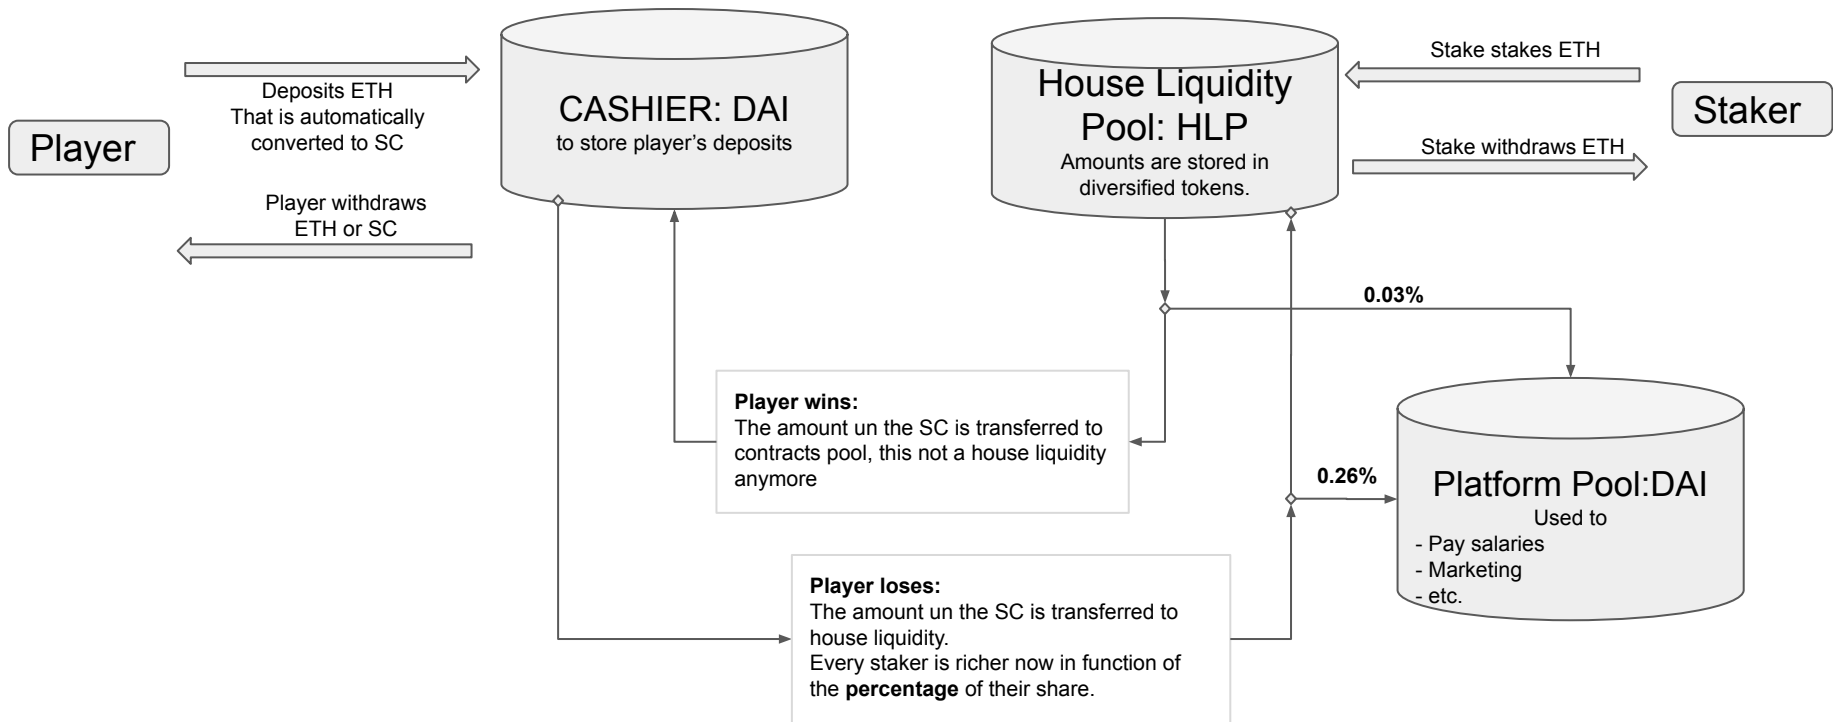 Player
Deposits ETH
That is automatically
converted to SC
Player withdraws
ETH or SC
CASHIER: DAI
to store player's deposits
House Liquidity
Pool: HLP
Amounts are stored in
diversified tokens.
Stake stakes ETH
Stake withdraws ETH
Staker
0.03%
Player wins:
The amount un the SC is transferred to
contracts pool, this not a house liquidity
anymore
0.26%
Platform Pool:DAI
Used to
- Pay salaries
- Marketing
- etc.
Player loses:
The amount un the SC is transferred to
house liquidity.
Every staker is richer now in function of
the percentage of their share.